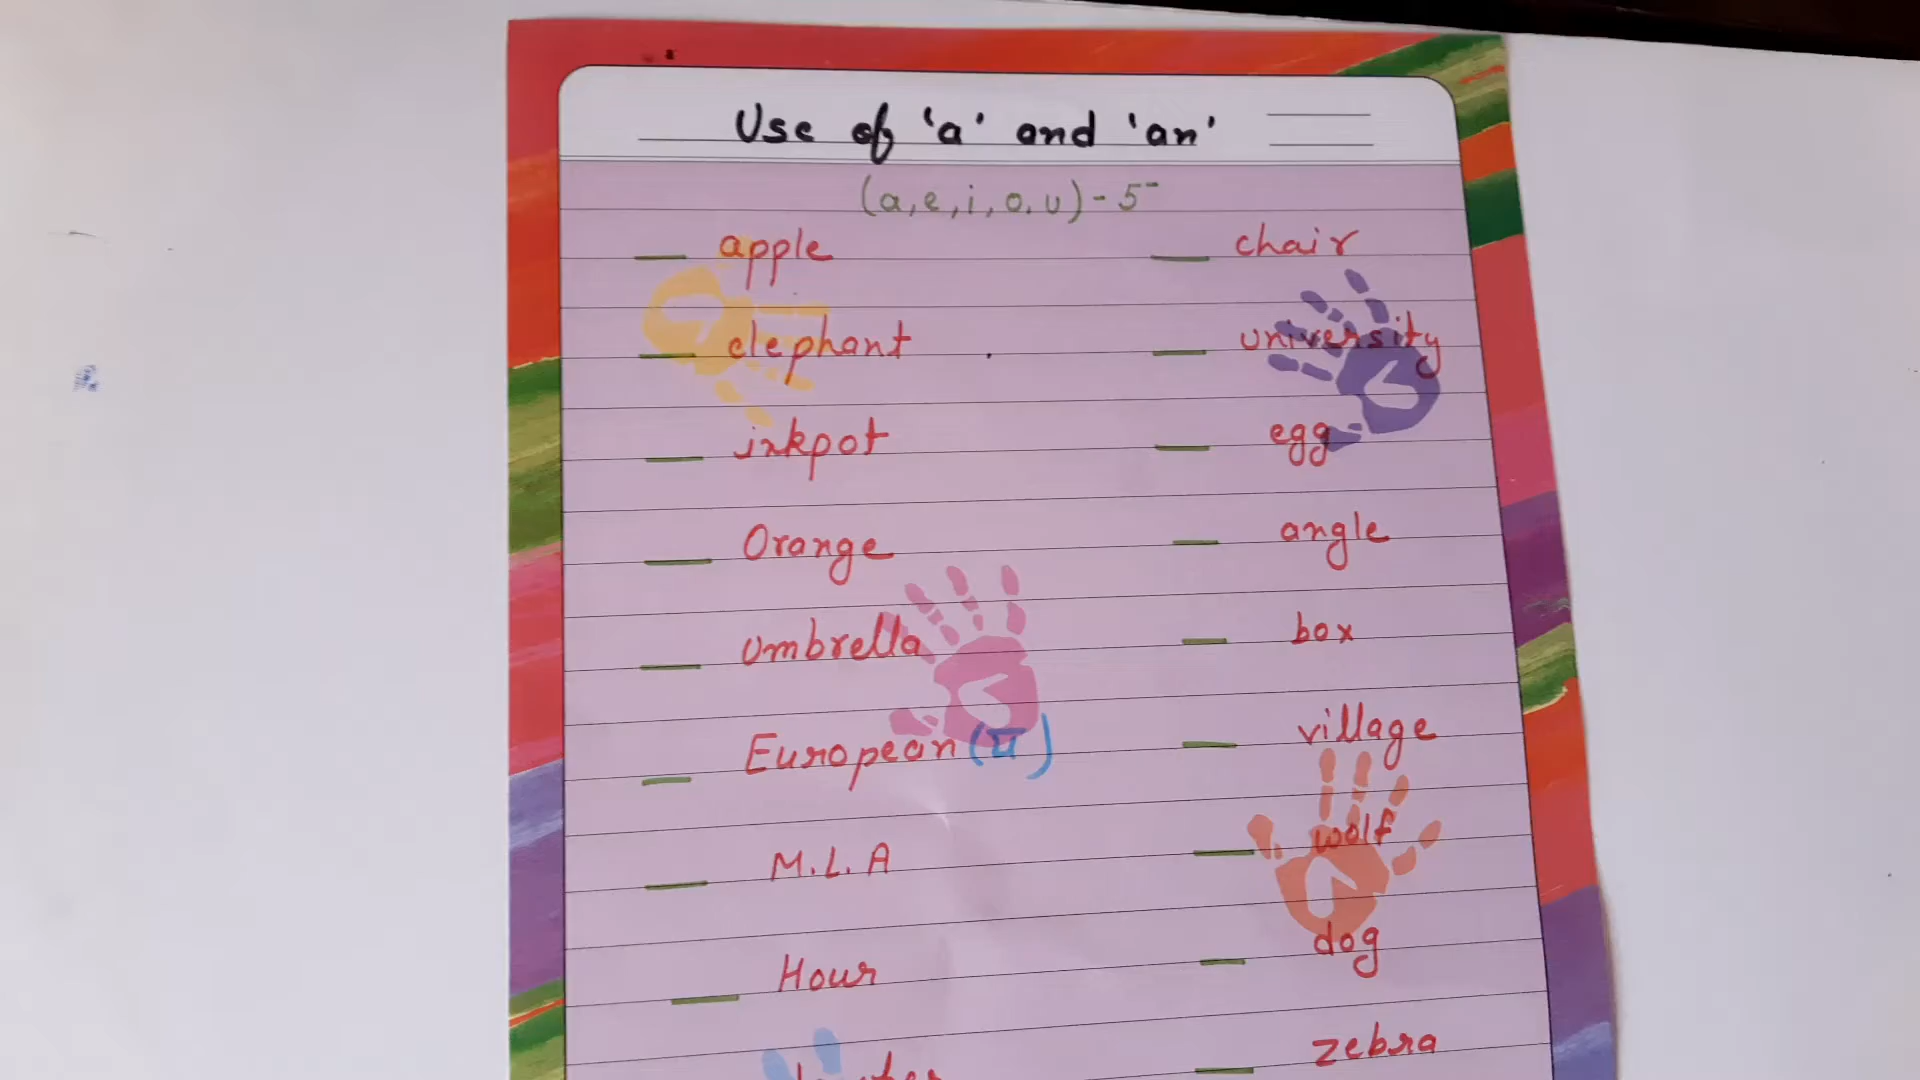 Use of 'a' and 'an'
(a, e, i, o, u) - 5
__ apple __ chair
__ elephant __ university
__ inkpot __ egg
__ Orange __ angle
__ Umbrella __ box
__ European (य) __ village
__ M.L.A __ wolf
__ Hour __ dog
__ zebra